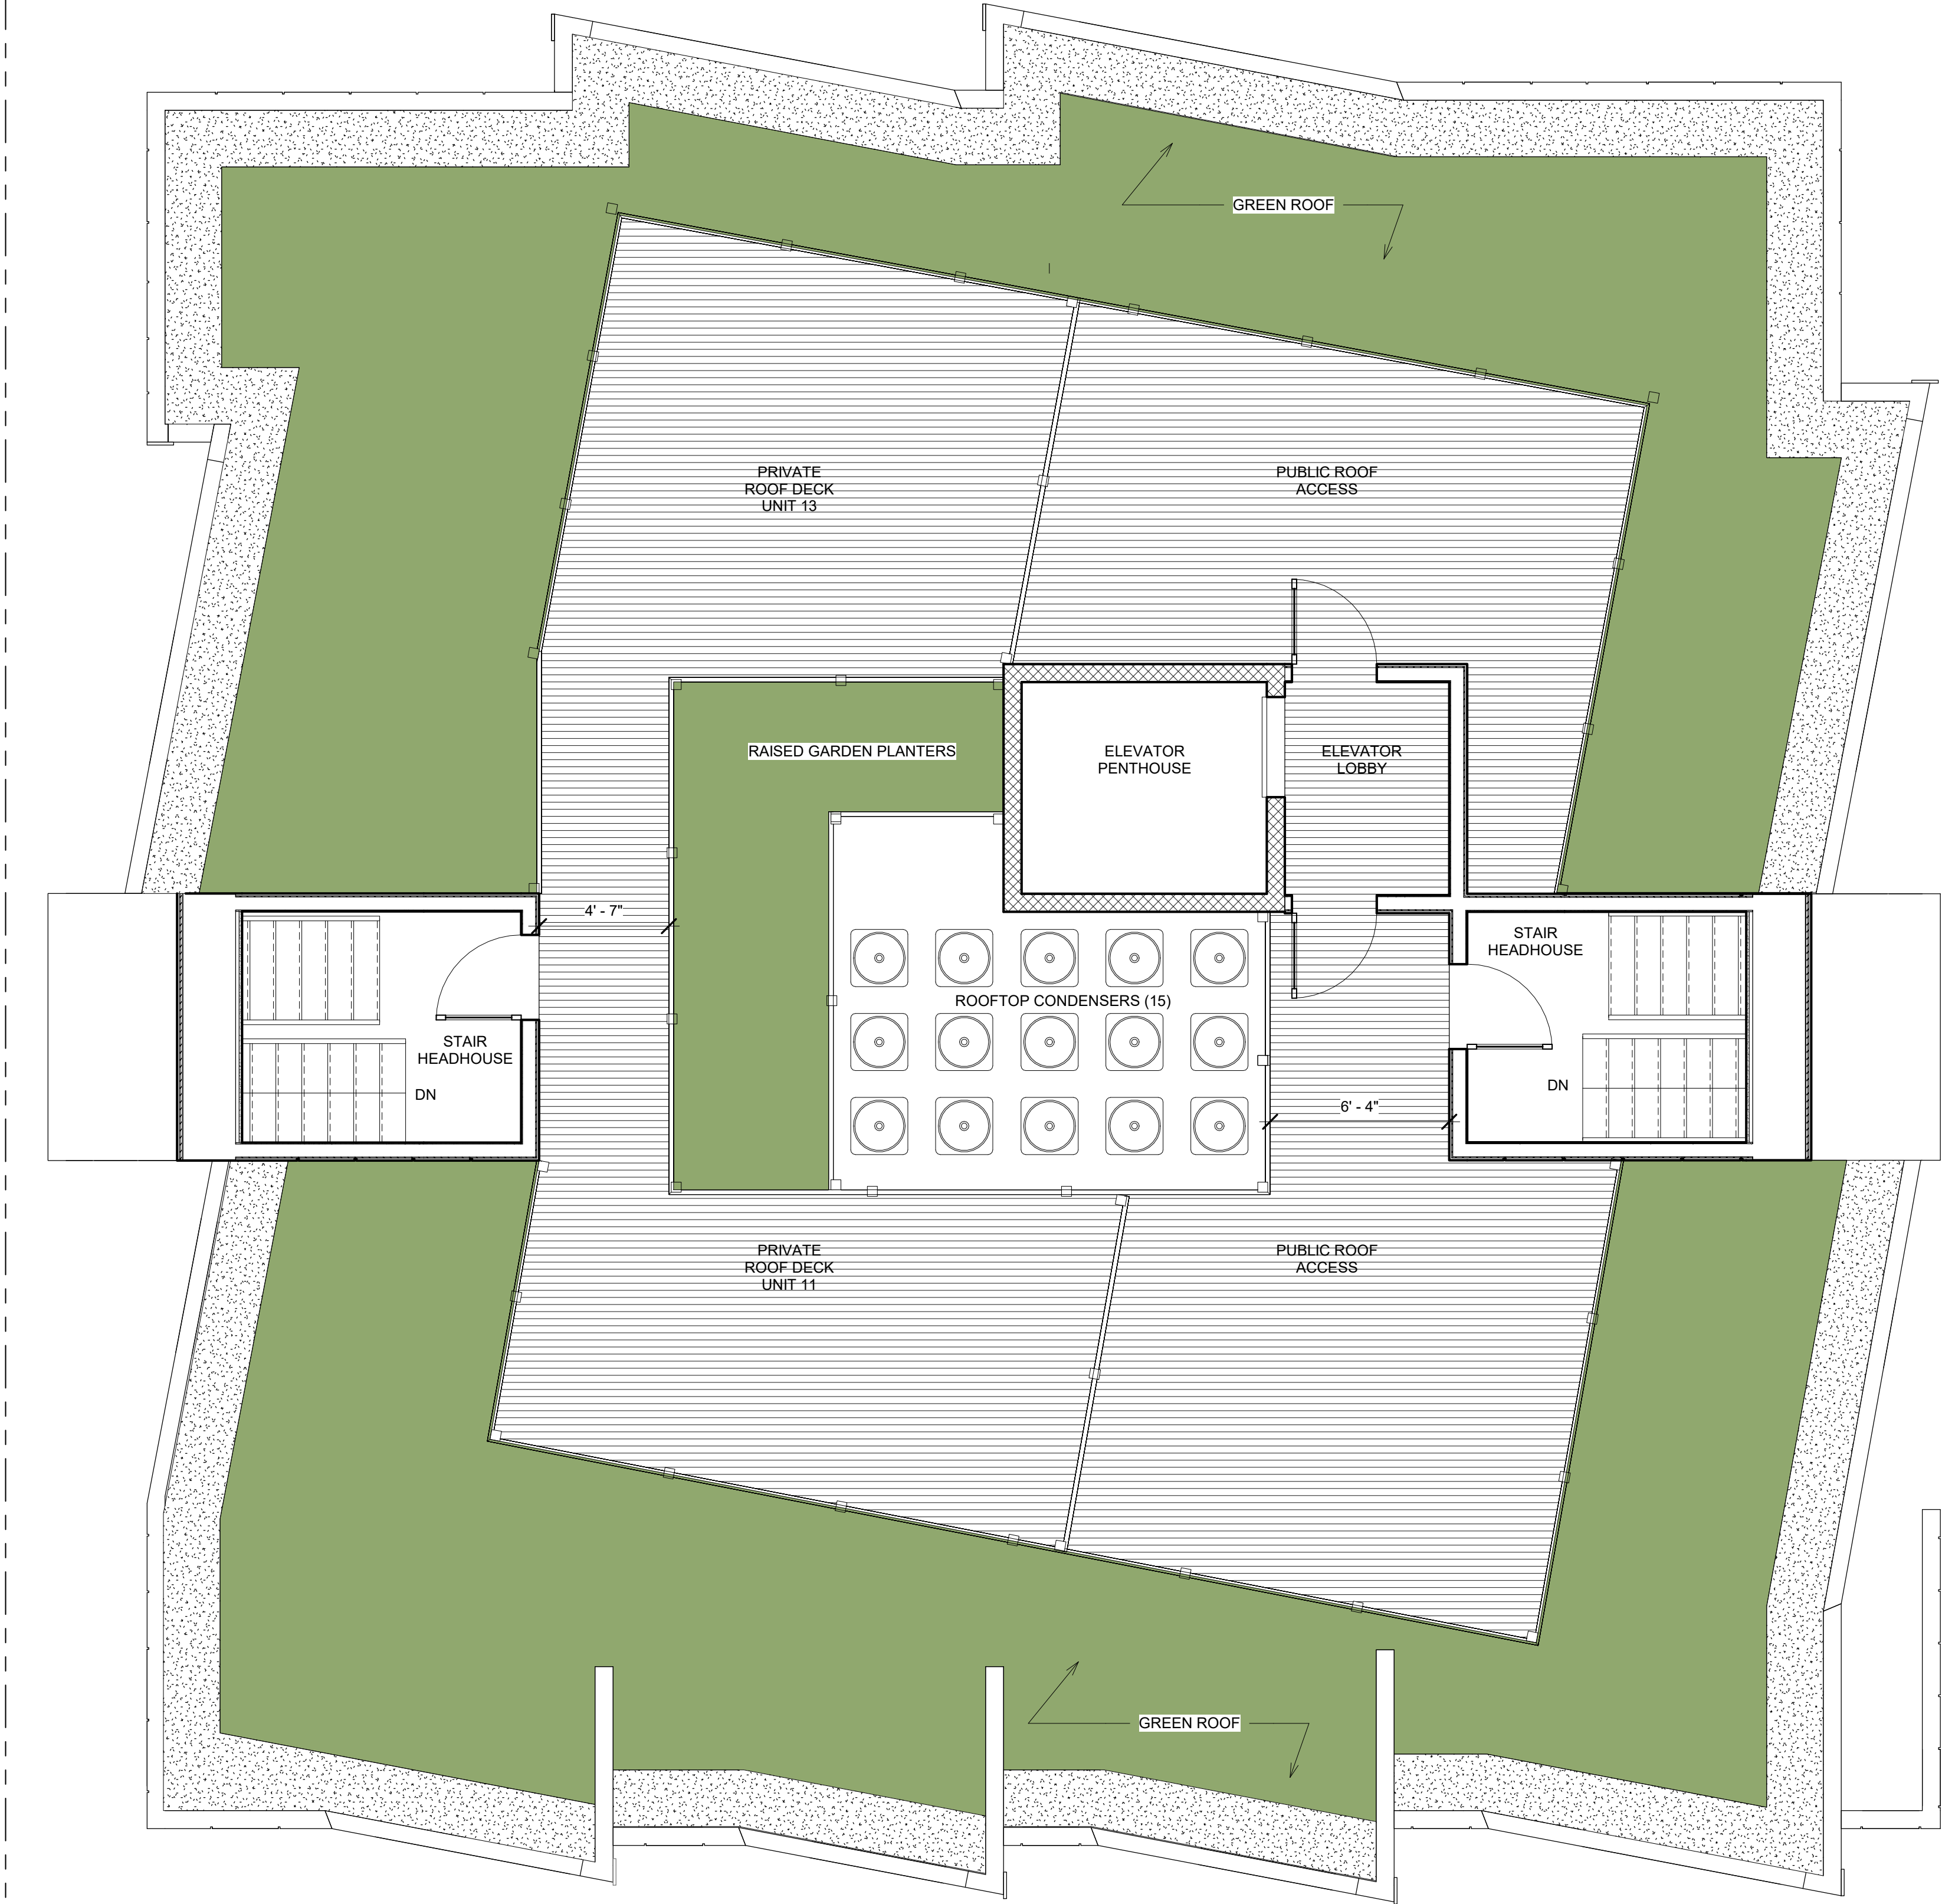 GREEN ROOF
PRIVATE
ROOF DECK
UNIT 13
PUBLIC ROOF
ACCESS
RAISED GARDEN PLANTERS
ELEVATOR
PENTHOUSE
ELEVATOR
LOBBY
4' - 7"
STAIR
HEADHOUSE
DN
ROOFTOP CONDENSERS (15)
STAIR
HEADHOUSE
DN
6' - 4"
PRIVATE
ROOF DECK
UNIT 11
PUBLIC ROOF
ACCESS
GREEN ROOF